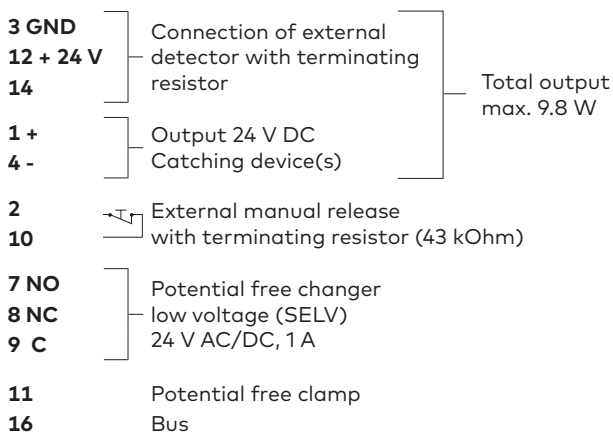 3 GND
12 + 24 V
14
Connection of external
detector with terminating
resistor
1 +
4 -
Output 24 V DC
Catching device(s)
Total output
max. 9.8 W
2
10
External manual release
with terminating resistor (43 kOhm)
7 NO
8 NC
9 C
Potential free changer
low voltage (SELV)
24 V AC/DC, 1 A
11 Potential free clamp
16 Bus